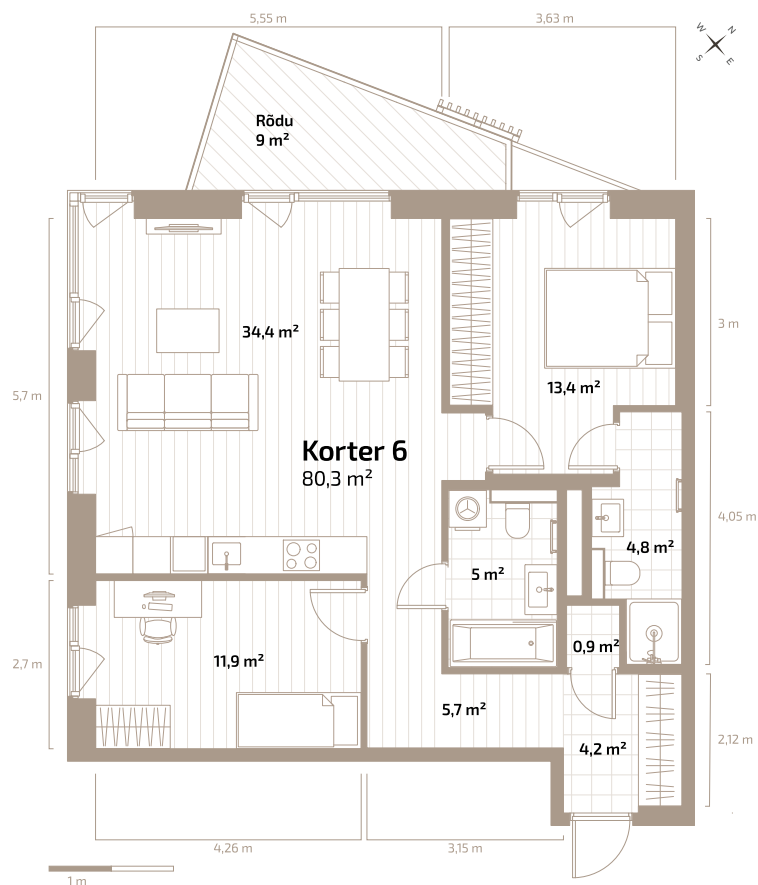 5,55 m
3,63 m
W
N
S
E
Rõdu
9 m²
34,4 m²
3 m
13,4 m²
5,7 m
Korter 6
80,3 m²
4,05 m
4,8 m²
5 m²
0,9 m²
11,9 m²
2,7 m
5,7 m²
4,2 m²
2,12 m
4,26 m
3,15 m
1 m